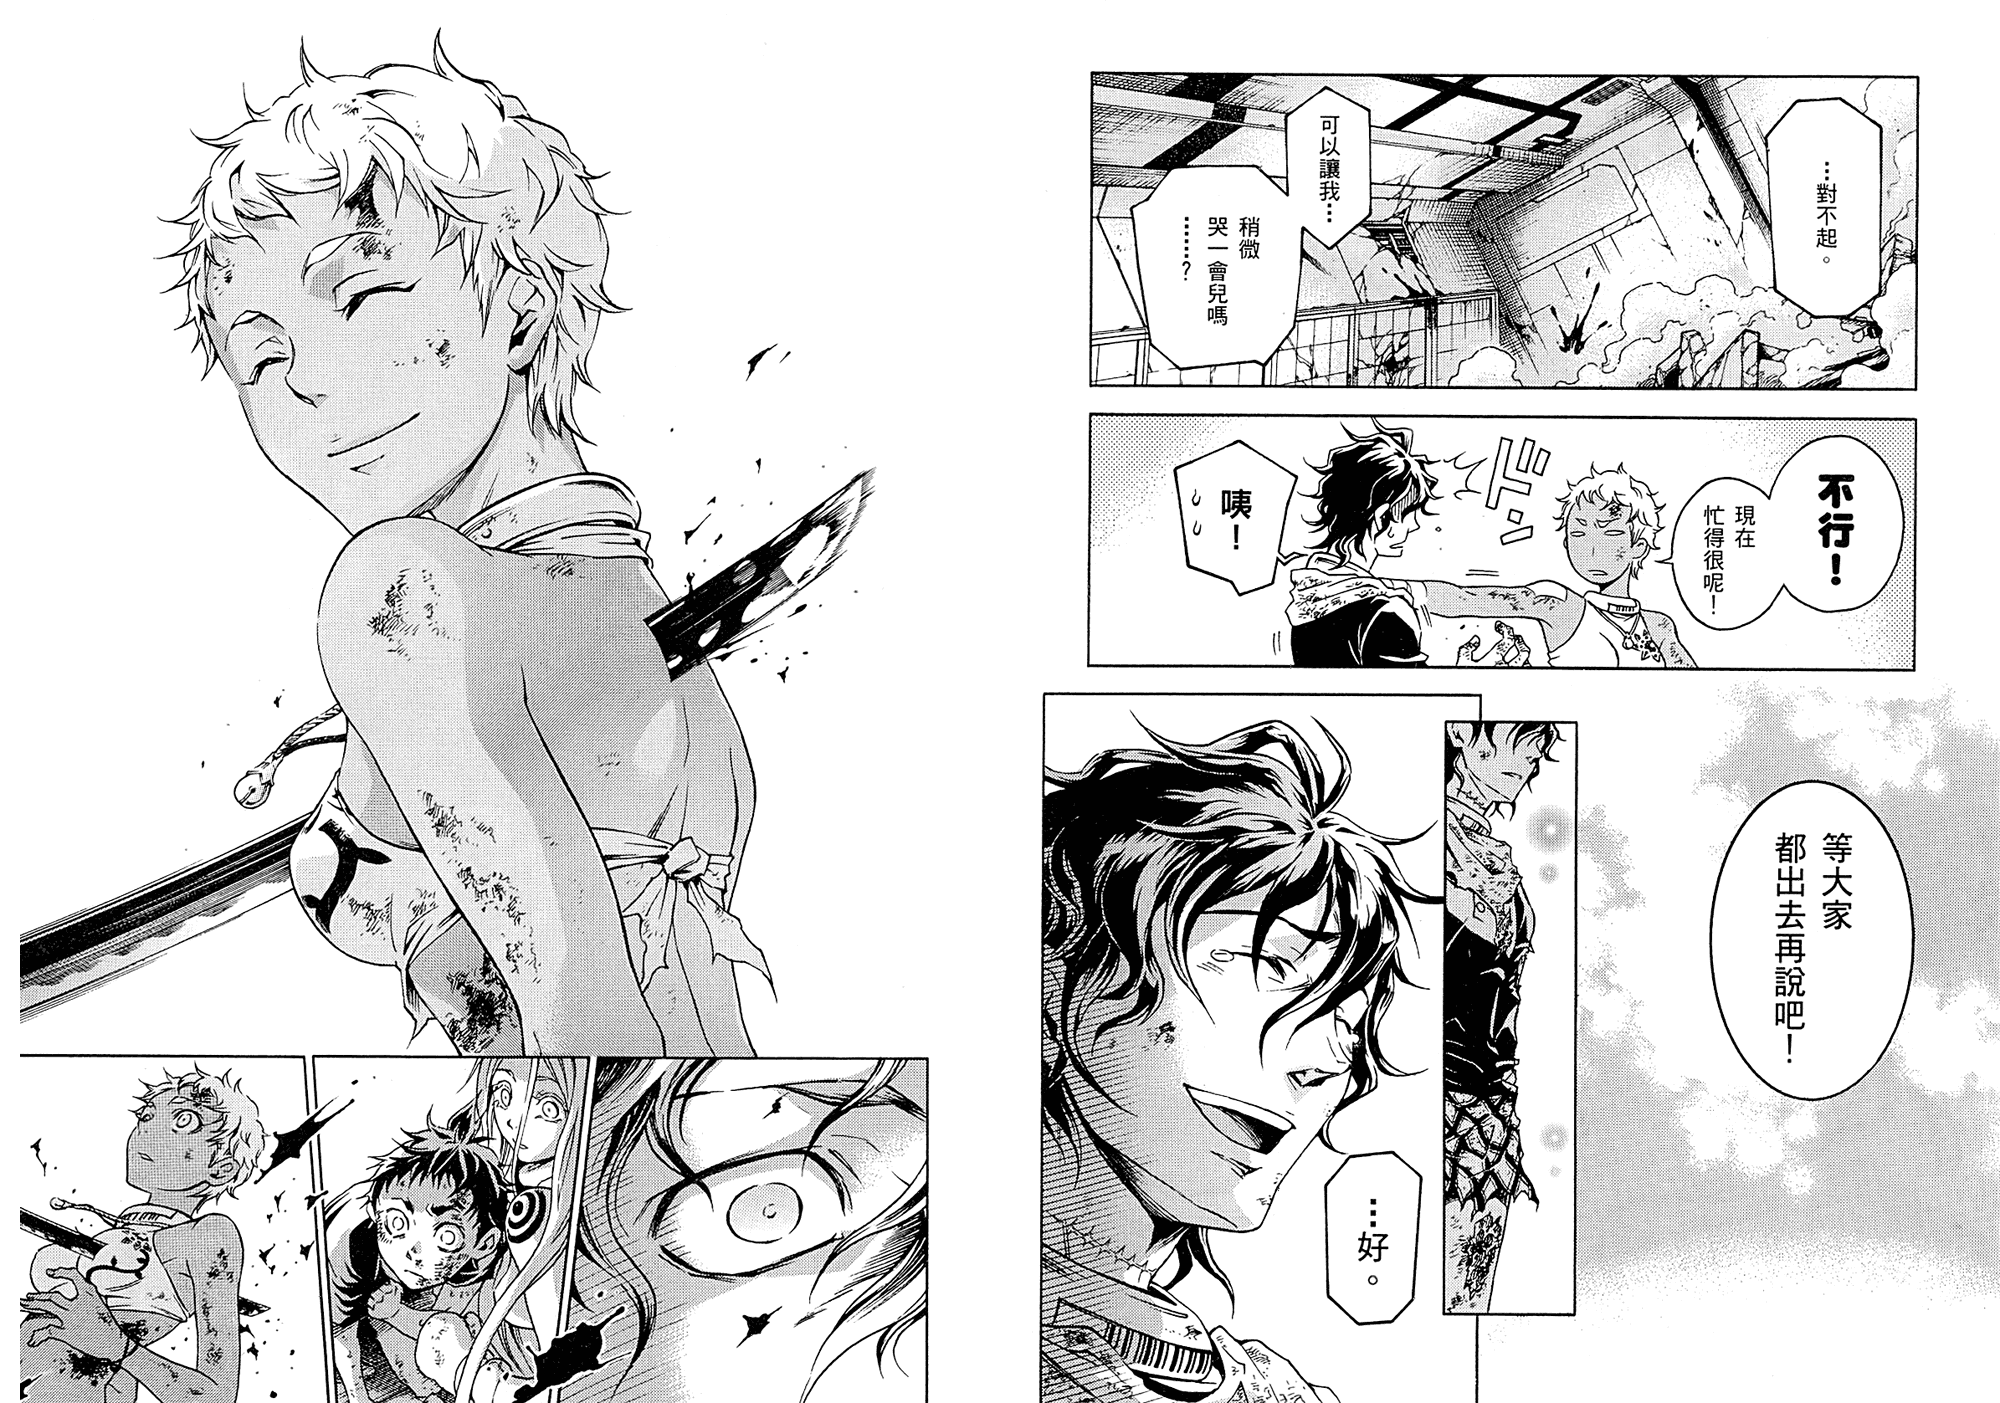 …對不起。
可以讓我…
稍微
哭一會兒嗎
……?
不行！
現在
忙得很呢！
ドン
咦！
等大家
都出去再說吧！
…好。